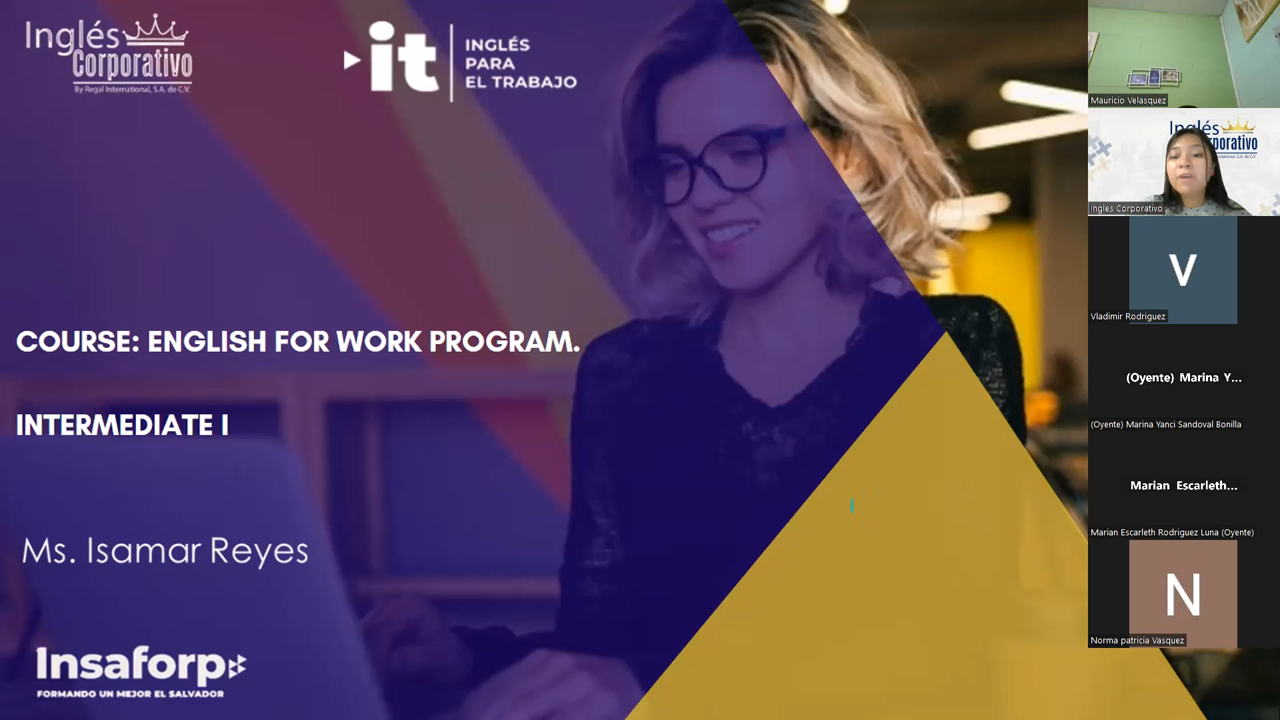 Inglés
Corporativo
By Regal International, S.A. de C.V.
it
INGLÉS
PARA
EL TRABAJO
COURSE: ENGLISH FOR WORK PROGRAM.
INTERMEDIATE I
Ms. Isamar Reyes
Insaforp
FORMANDO UN MEJOR EL SALVADOR
Mauricio Velasquez
Inglés
Ingles Corporativo
V
Vladimir Rodriguez
(Oyente) Marina Y...
(Oyente) Marina Yanci Sandoval Bonilla
Marian Escarleth...
Marian Escarleth Rodriguez Luna (Oyente)
N
Norma patricia Vasquez